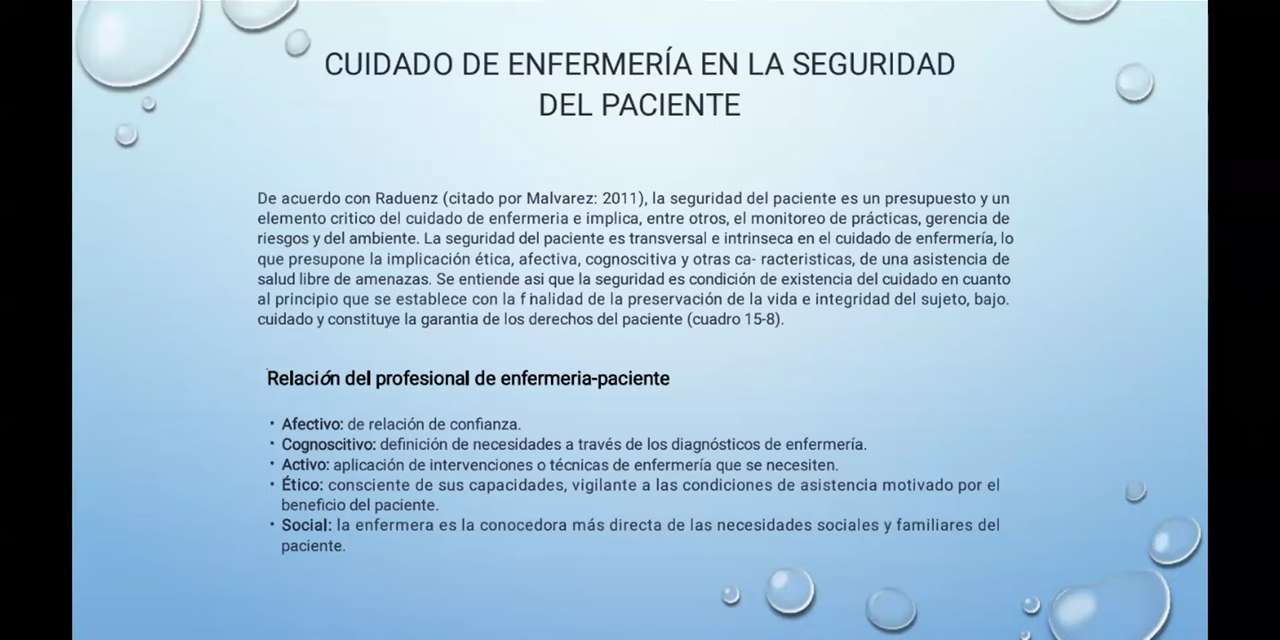 CUIDADO DE ENFERMERÍA EN LA SEGURIDAD
DEL PACIENTE
De acuerdo con Raduenz (citado por Malvarez: 2011), la seguridad del paciente es un presupuesto y un
elemento critico del cuidado de enfermeria e implica, entre otros, el monitoreo de prácticas, gerencia de
riesgos y del ambiente. La seguridad del paciente es transversal e intrinseca en el cuidado de enfermería, lo
que presupone la implicación ética, afectiva, cognoscitiva y otras ca- racteristicas, de una asistencia de
salud libre de amenazas. Se entiende asi que la seguridad es condición de existencia del cuidado en cuanto
al principio que se establece con la f halidad de la preservación de la vida e integridad del sujeto, bajo.
cuidado y constituye la garantia de los derechos del paciente (cuadro 15-8).
Relación del profesional de enfermeria-paciente
• Afectivo: de relación de confianza.
• Cognoscitivo: definición de necesidades a través de los diagnósticos de enfermería.
• Activo: aplicación de intervenciones o técnicas de enfermería que se necesiten.
• Ético: consciente de sus capacidades, vigilante a las condiciones de asistencia motivado por el
beneficio del paciente.
• Social: la enfermera es la conocedora más directa de las necesidades sociales y familiares del
paciente.